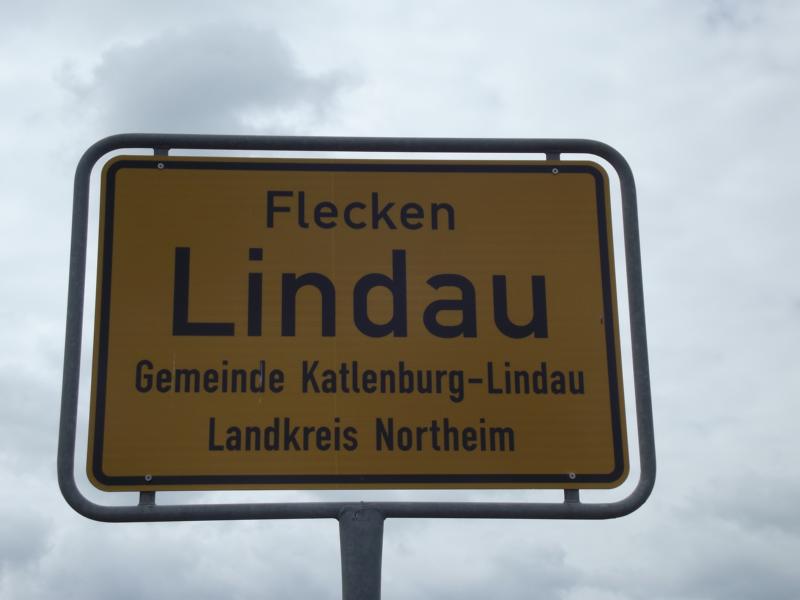 Flecken
Lindau
Gemeinde Katlenburg-Lindau
Landkreis Northeim